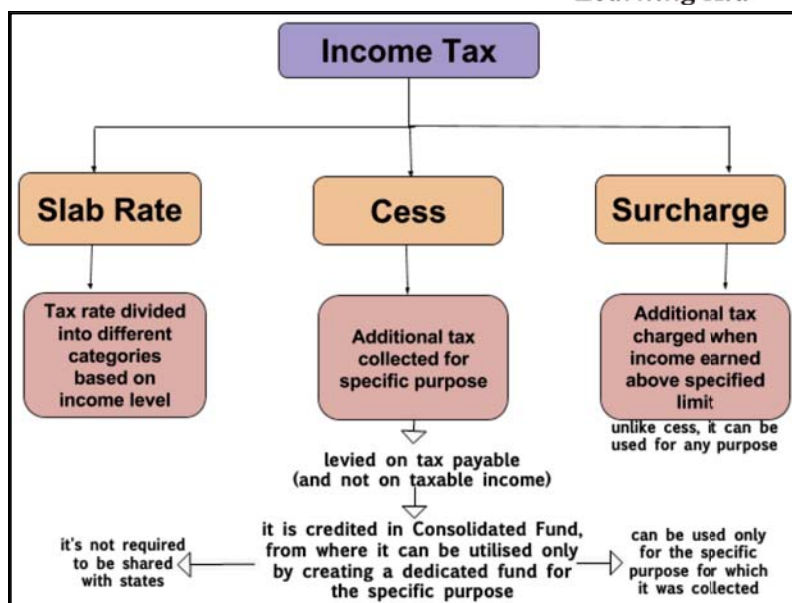 Income Tax
Slab Rate
Cess
Surcharge
Tax rate divided
into different
categories
based on
income level
Additional tax
collected for
specific purpose
Additional tax
charged when
income earned
above specified
limit
unlike cess, it can be
used for any purpose
levied on tax payable
(and not on taxable income)
it's not required
to be shared
with states
it is credited in Consolidated Fund,
from where it can be utilised only
by creating a dedicated fund for
the specific purpose
can be used only
for the specific
purpose for which
it was collected